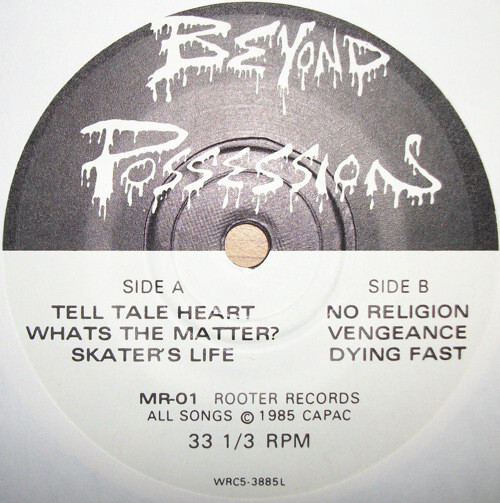 BEYOND
POSSESSION
SIDE A
TELL TALE HEART
WHATS THE MATTER?
SKATER'S LIFE
SIDE B
NO RELIGION
VENGEANCE
DYING FAST
MR-01 ROOTER RECORDS
ALL SONGS © 1985 CAPAC
33 1/3 RPM
WRC5-3885L